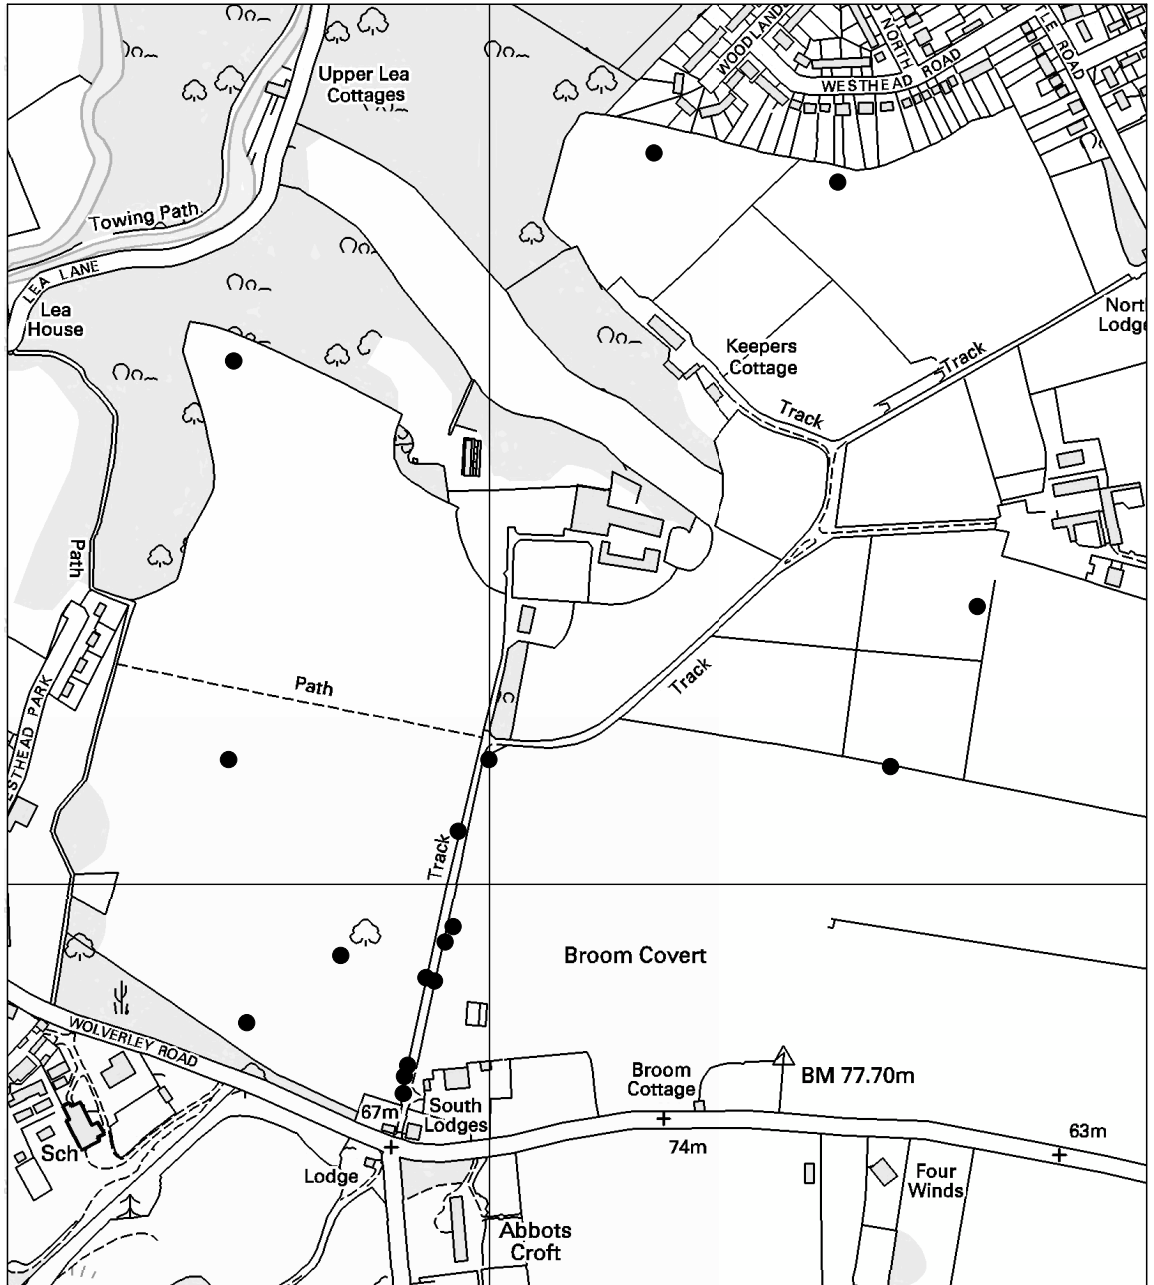 WOODLANDS
NORTH
WESTHEAD ROAD
ROAD
Upper Lea
Cottages
Towing Path
LEA LANE
Lea
House
Keepers
Cottage
Track
Track
Path
Path
Track
Track
Broom Covert
WOLVERLEY ROAD
67m
South
Lodges
Broom
Cottage
BM 77.70m
74m
63m
Sch
Lodge
Four
Winds
Abbots
Croft
PARK